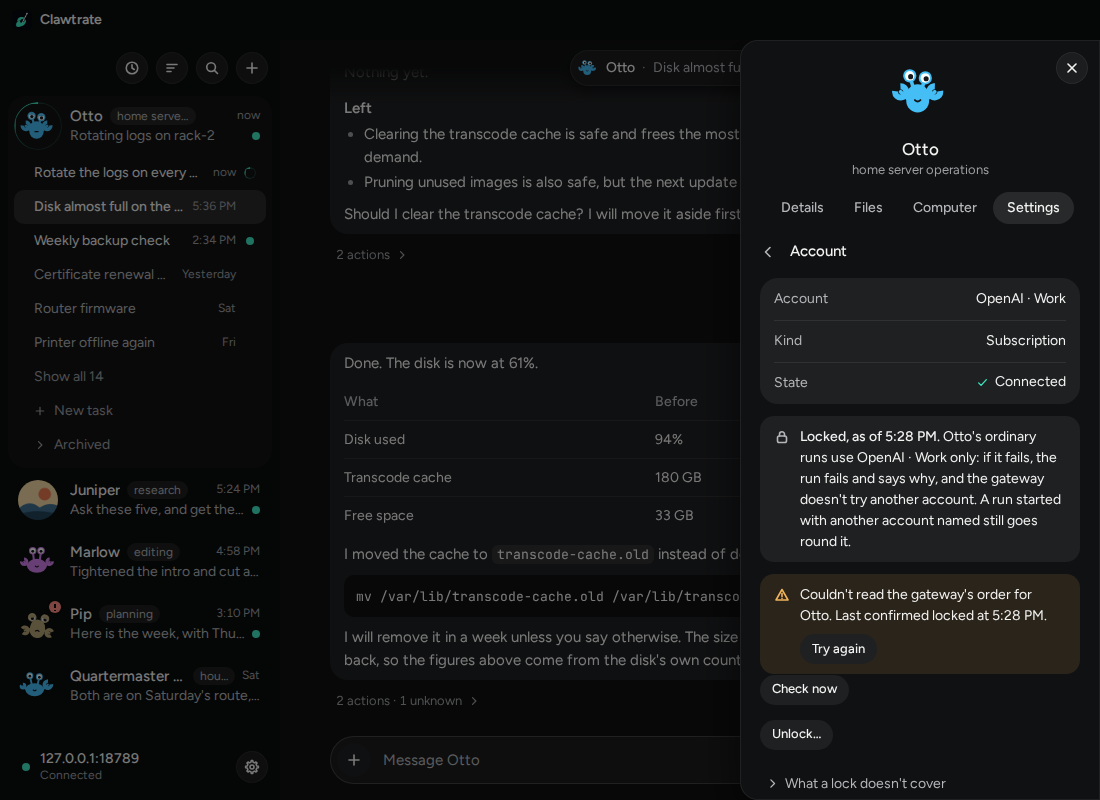 Clawtrate
Otto home serve... now
Rotating logs on rack-2
Rotate the logs on every ... now
Disk almost full on the ... 5:36 PM
Weekly backup check 2:34 PM
Certificate renewal ... Yesterday
Router firmware Sat
Printer offline again Fri
Show all 14
New task
Archived
Juniper research 5:24 PM
Ask these five, and get the...
Marlow editing 4:58 PM
Tightened the intro and cut a...
Pip planning 3:10 PM
Here is the week, with Thu...
Quartermaster ... hou... Sat
Both are on Saturday's route,...
127.0.0.1:18789
Connected
Otto · Disk almost fu
Nothing yet.
Left
Clearing the transcode cache is safe and frees the most
demand.
Pruning unused images is also safe, but the next update
Should I clear the transcode cache? I will move it aside first
2 actions
Done. The disk is now at 61%.
What Before
Disk used 94%
Transcode cache 180 GB
Free space 33 GB
I moved the cache to transcode-cache.old instead of d
mv /var/lib/transcode-cache.old /var/lib/transco
I will remove it in a week unless you say otherwise. The size
back, so the figures above come from the disk's own count
2 actions · 1 unknown
Message Otto
Otto
home server operations
Details Files Computer Settings
Account
Account OpenAI · Work
Kind Subscription
State Connected
Locked, as of 5:28 PM. Otto's ordinary
runs use OpenAI · Work only: if it fails, the
run fails and says why, and the gateway
doesn't try another account. A run started
with another account named still goes
round it.
Couldn't read the gateway's order for
Otto. Last confirmed locked at 5:28 PM.
Try again
Check now
Unlock...
What a lock doesn't cover